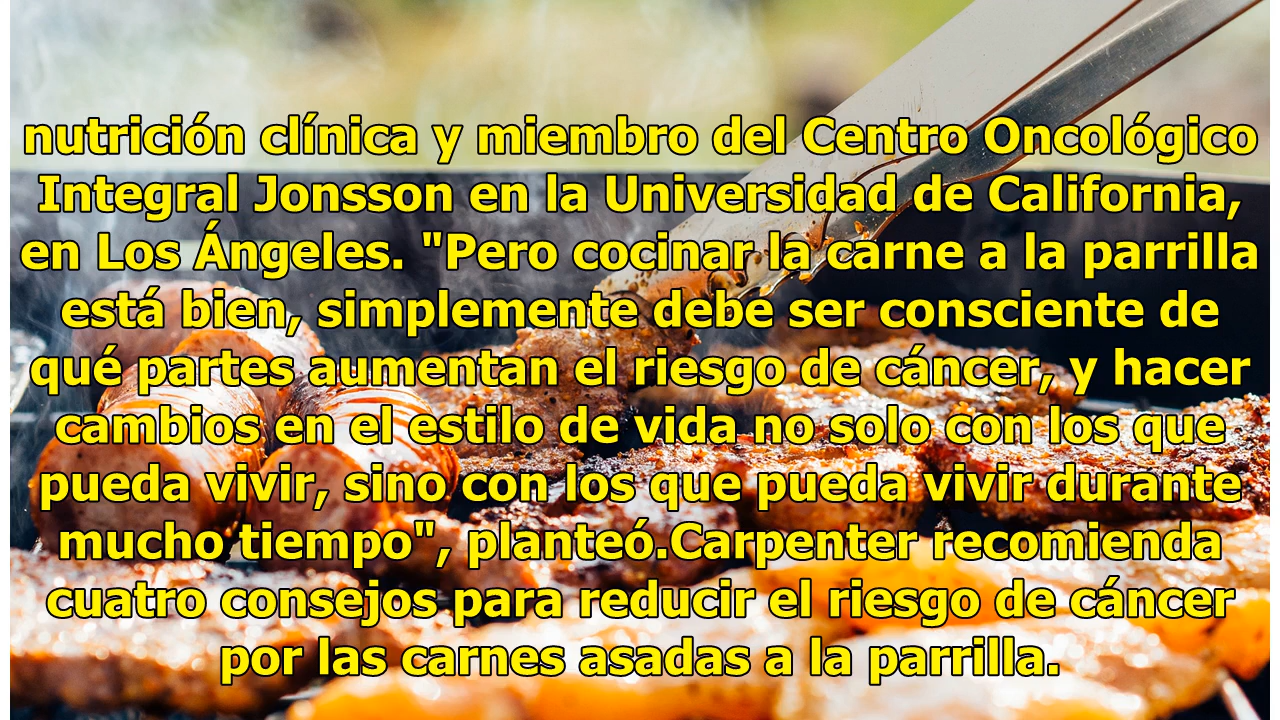 nutrición clínica y miembro del Centro Oncológico
Integral Jonsson en la Universidad de California,
en Los Ángeles. "Pero cocinar la carne a la parrilla
está bien, simplemente debe ser consciente de
qué partes aumentan el riesgo de cáncer, y hacer
cambios en el estilo de vida no solo con los que
pueda vivir, sino con los que pueda vivir durante
mucho tiempo", planteó.Carpenter recomienda
cuatro consejos para reducir el riesgo de cáncer
por las carnes asadas a la parrilla.